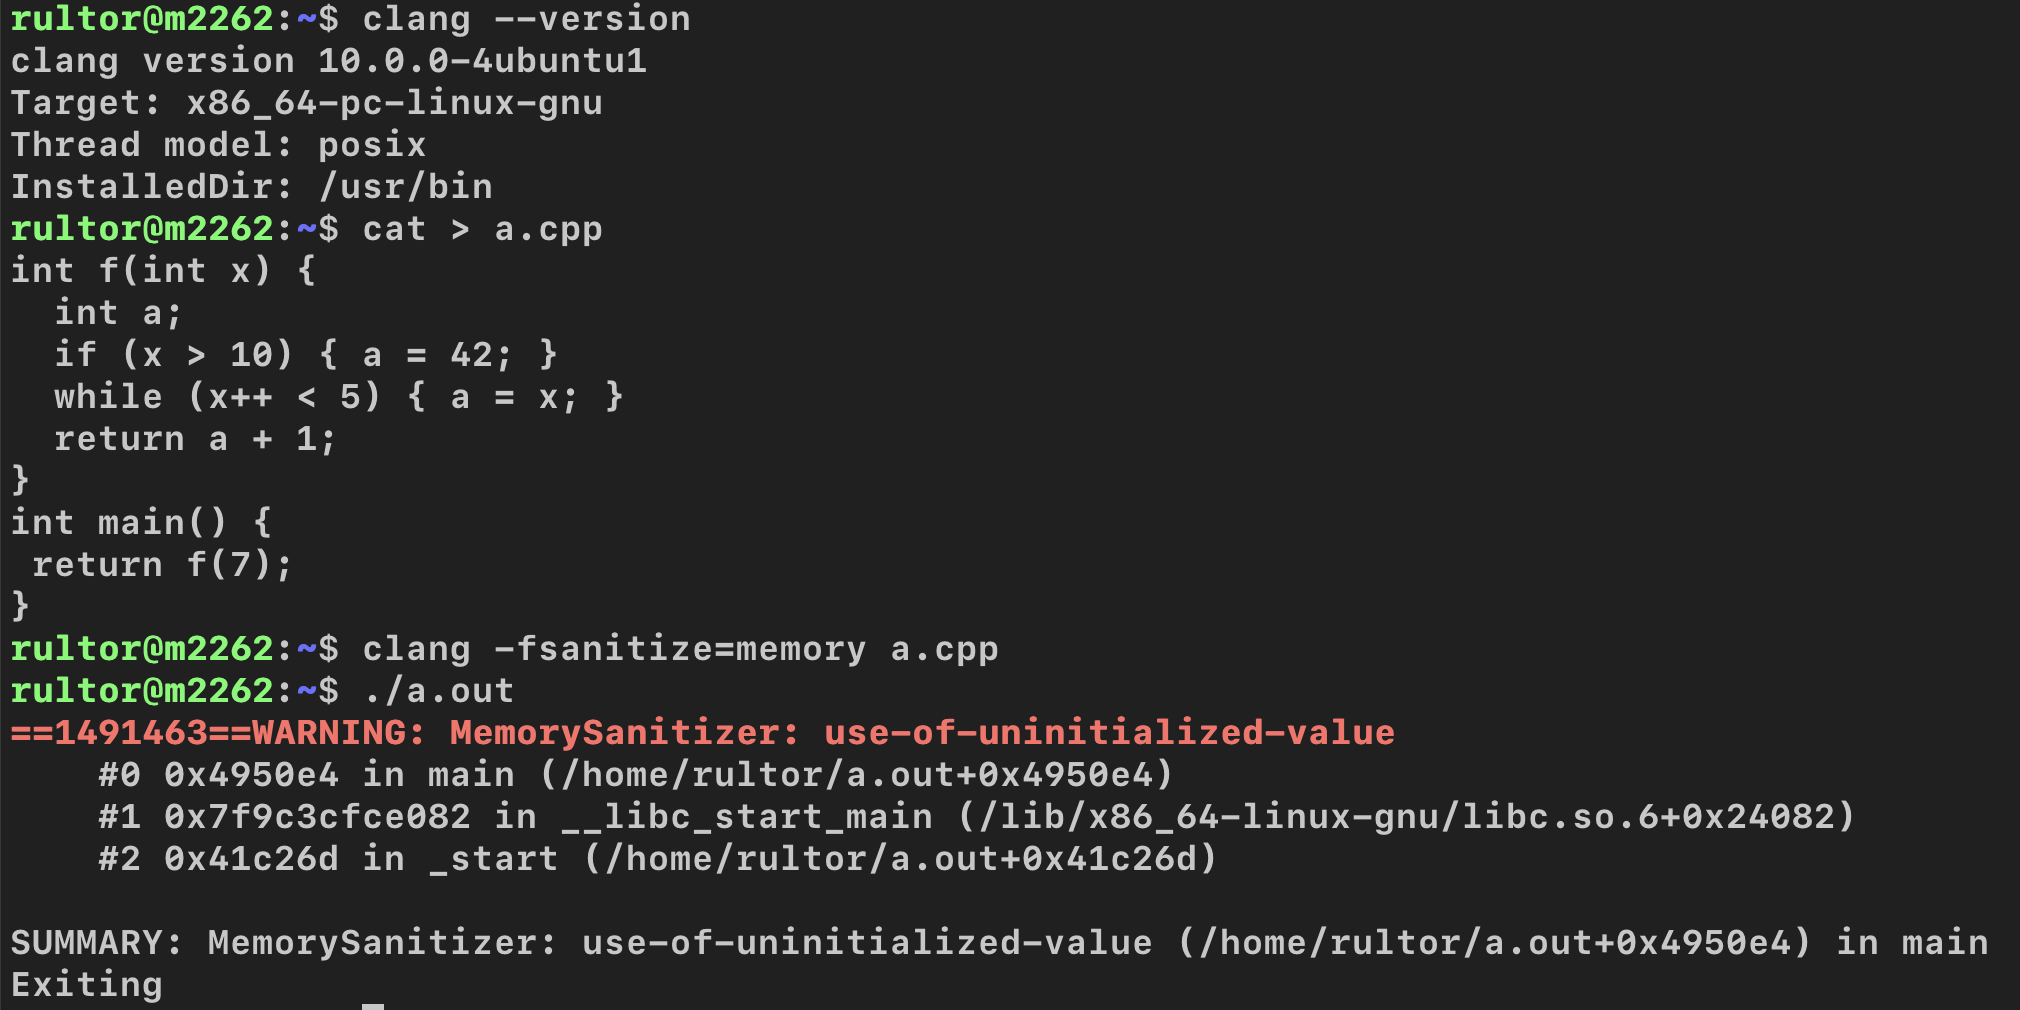 rultor@m2262:~$ clang --version
clang version 10.0.0-4ubuntu1
Target: x86_64-pc-linux-gnu
Thread model: posix
InstalledDir: /usr/bin
rultor@m2262:~$ cat > a.cpp
int f(int x) {
  int a;
  if (x > 10) { a = 42; }
  while (x++ < 5) { a = x; }
  return a + 1;
}
int main() {
 return f(7);
}
rultor@m2262:~$ clang -fsanitize=memory a.cpp
rultor@m2262:~$ ./a.out
==1491463==WARNING: MemorySanitizer: use-of-uninitialized-value
    #0 0x4950e4 in main (/home/rultor/a.out+0x4950e4)
    #1 0x7f9c3cfce082 in __libc_start_main (/lib/x86_64-linux-gnu/libc.so.6+0x24082)
    #2 0x41c26d in _start (/home/rultor/a.out+0x41c26d)

SUMMARY: MemorySanitizer: use-of-uninitialized-value (/home/rultor/a.out+0x4950e4) in main
Exiting